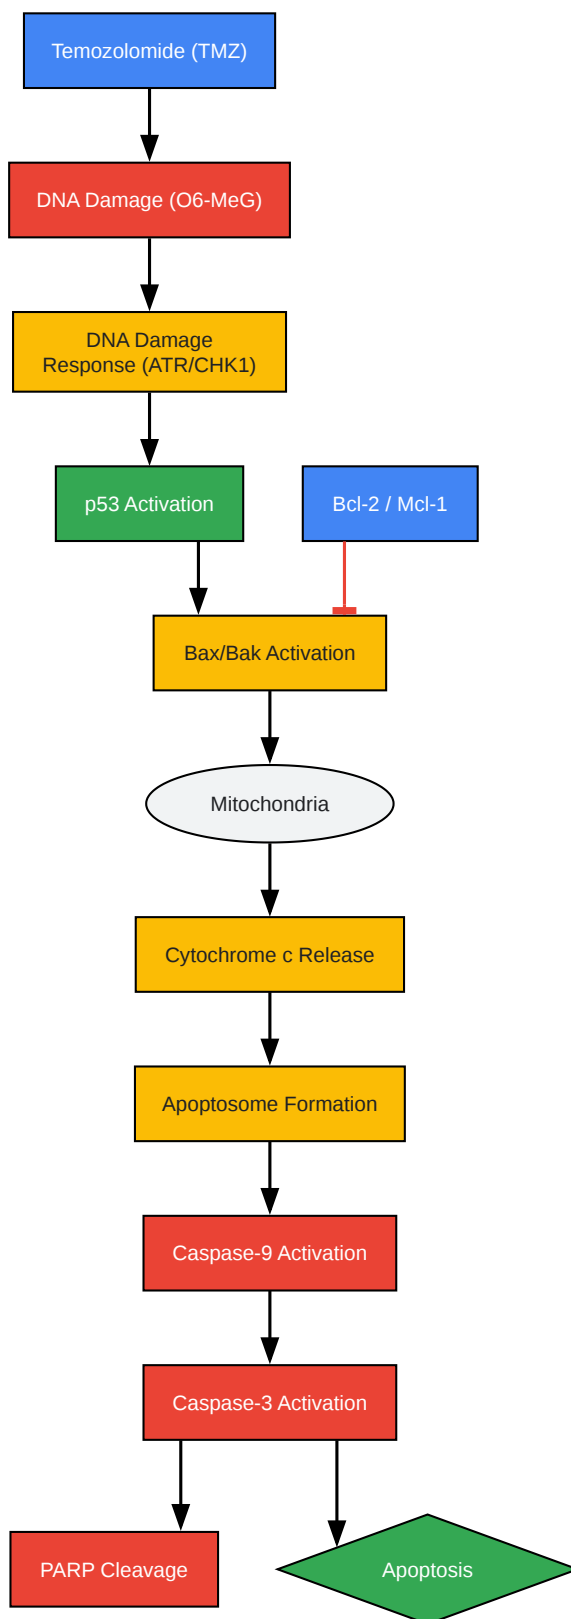 Temozolomide (TMZ)
DNA Damage (O6-MeG)
DNA Damage
Response (ATR/CHK1)
p53 Activation
Bcl-2 / Mcl-1
Bax/Bak Activation
Mitochondria
Cytochrome c Release
Apoptosome Formation
Caspase-9 Activation
Caspase-3 Activation
PARP Cleavage
Apoptosis